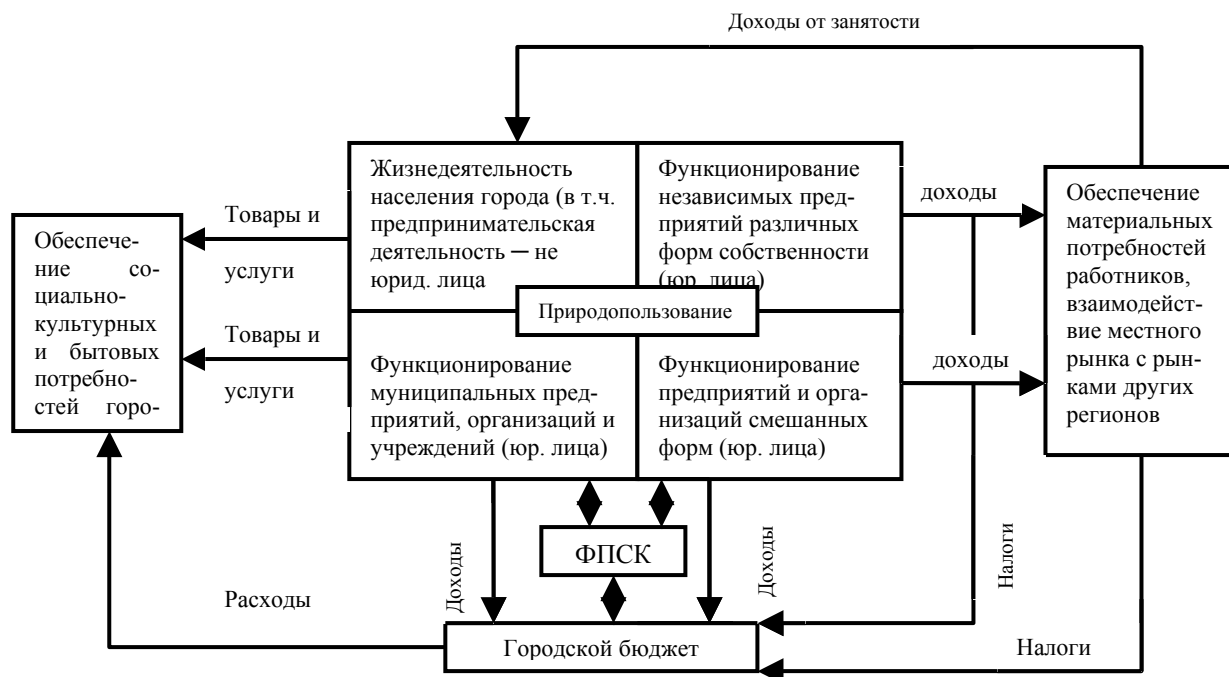 Доходы от занятости
Жизнедеятельность
населения города (в т.ч.
предпринимательская
деятельность — не
юрид. лица
Функционирование
независимых пред-
приятий различных
форм собственности
(юр. лица)
доходы
доходы
Обеспечение
материальных
потребностей
работников,
взаимодейст-
вие местного
рынка с рын-
ками других
регионов
Товары и
услуги
Товары и
услуги
Обеспече-
ние со-
циально-
культурных
и бытовых
потребно-
стей горо-
Природопользование
Функционирование
муниципальных пред-
приятий, организаций и
учреждений (юр. лица)
Функционирование
предприятий и орга-
низаций смешанных
форм (юр. лица)
ФПСК
Доходы
Доходы
Налоги
Расходы
Городской бюджет
Налоги